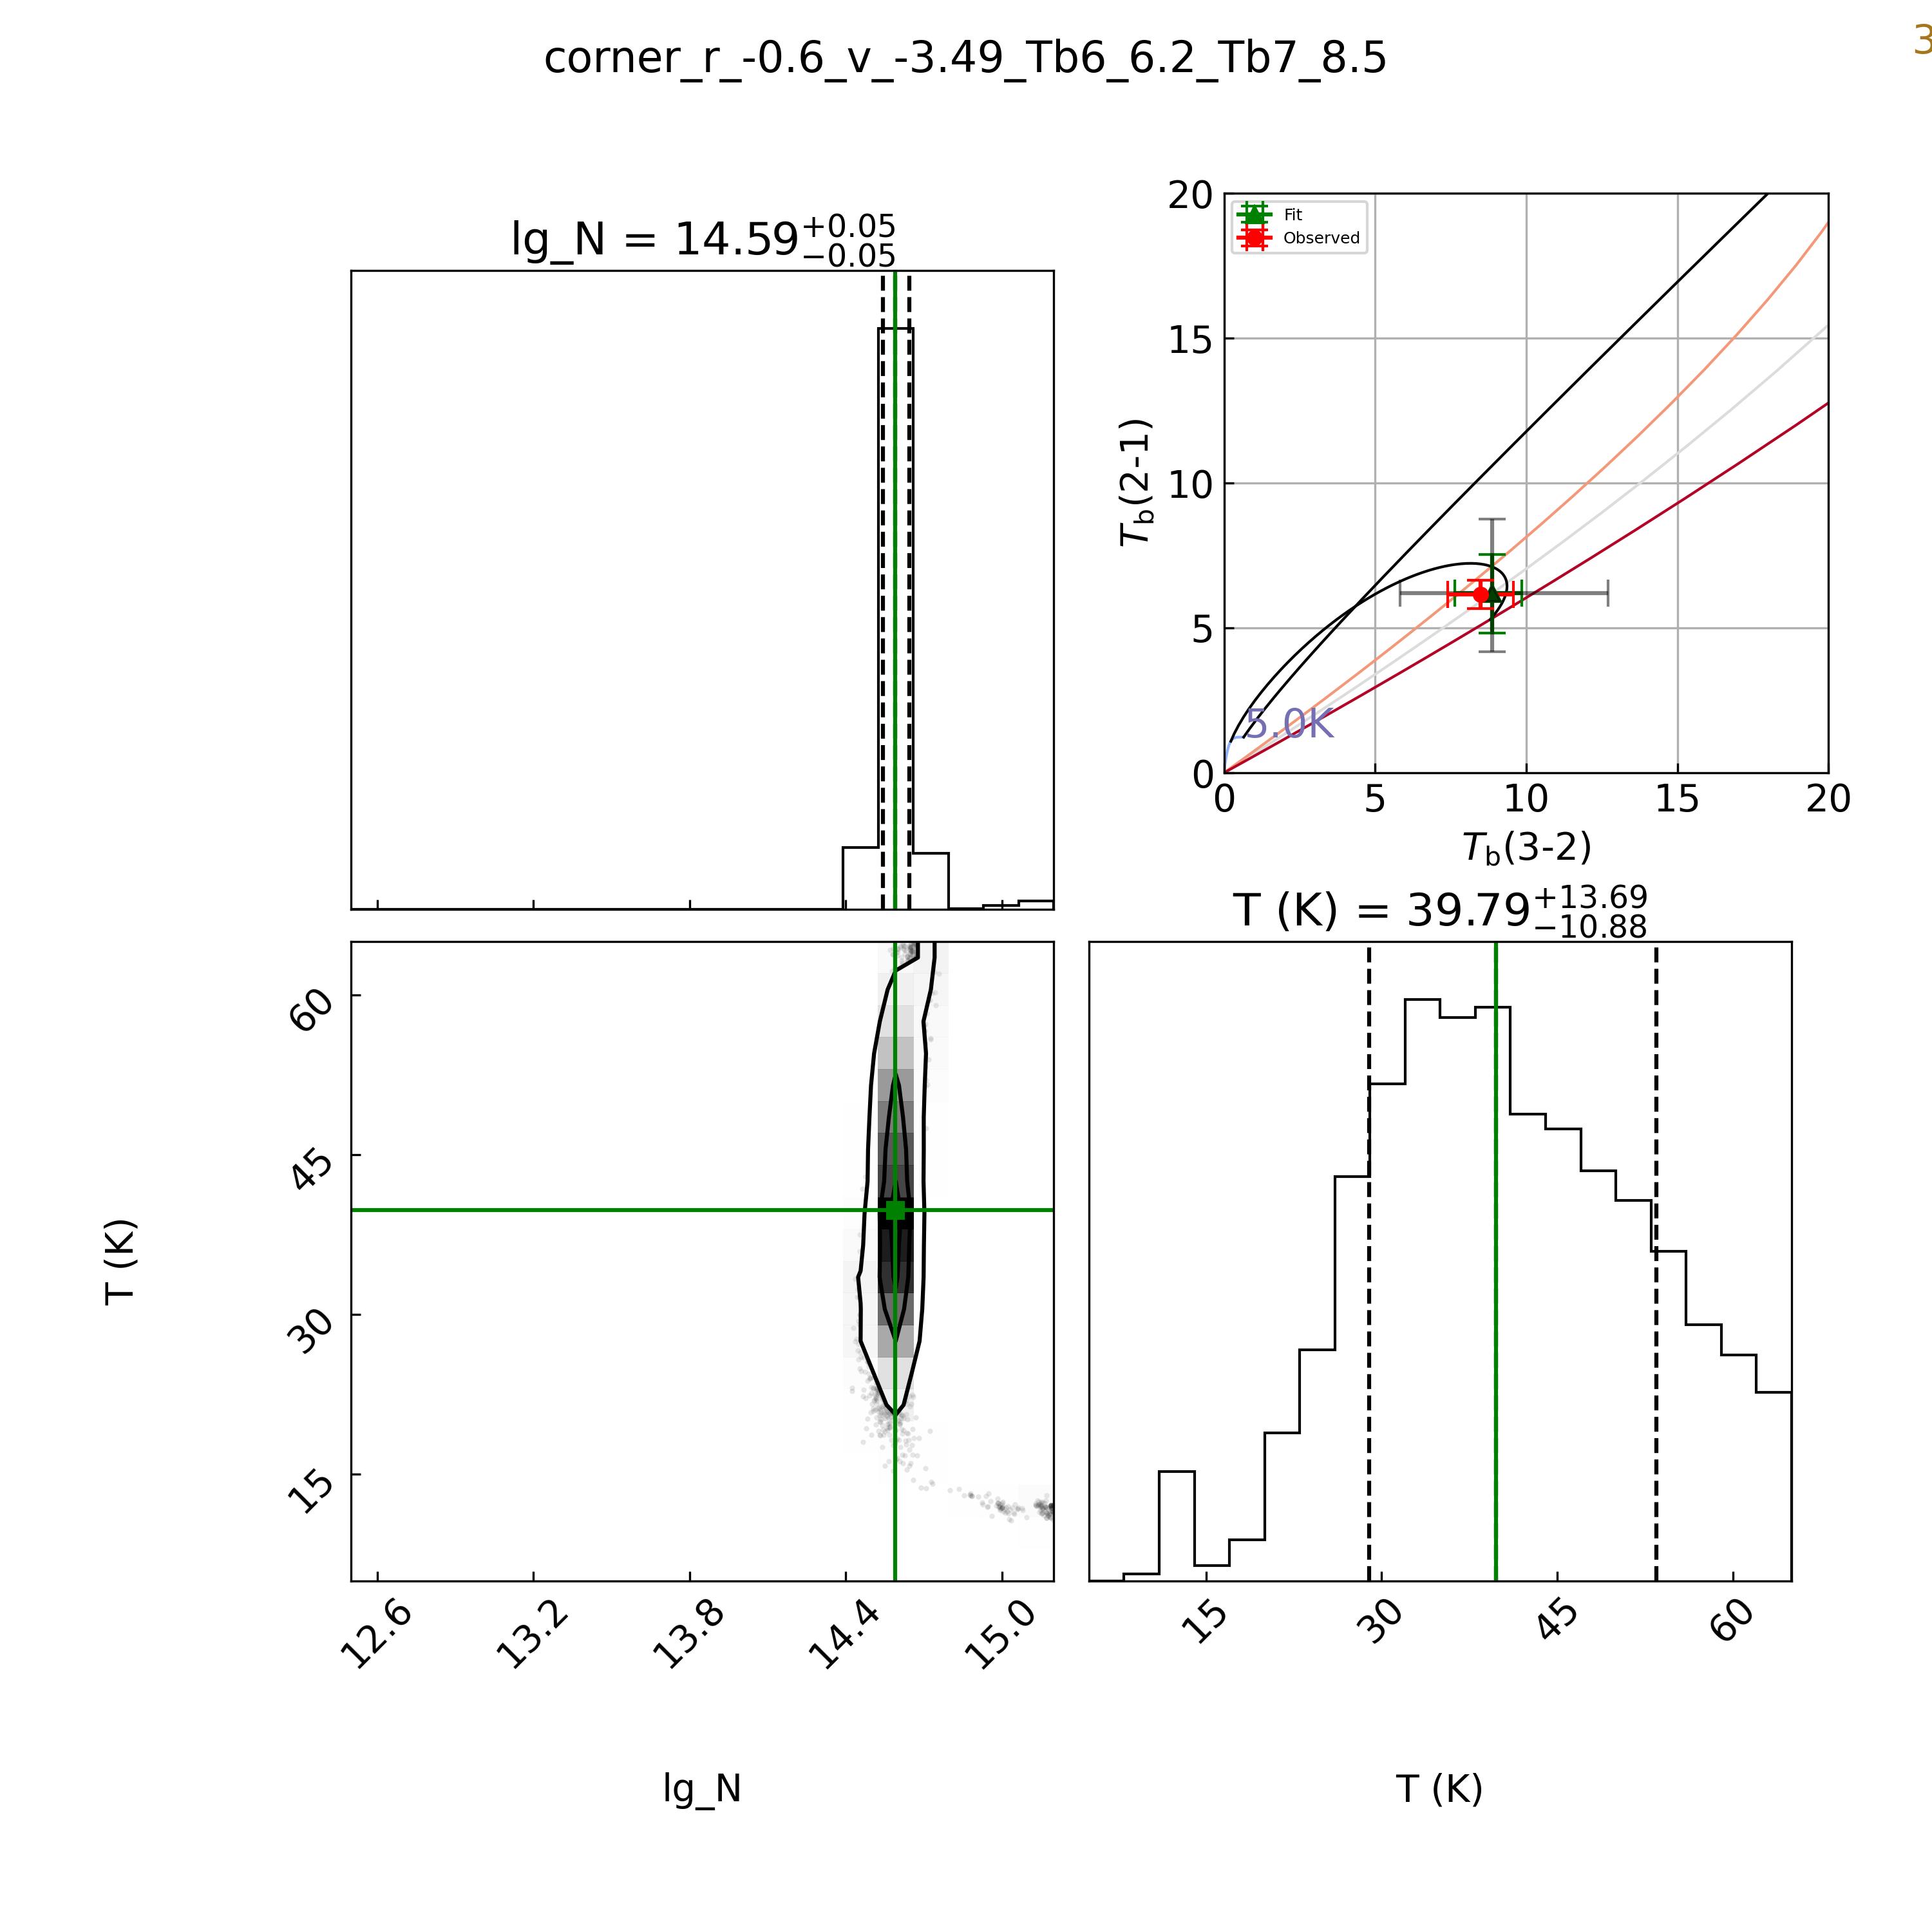 corner_r_-0.6_v_-3.49_Tb6_6.2_Tb7_8.5
3
lg_N = 14.59+0.05−0.05
20
15
10
5
0
Fit
Observed
Tb(2-1)
5.0K
0 5 10 15 20
Tb(3-2)
T (K) = 39.79+13.69−10.88
60
45
30
15
T (K)
12.6 13.2 13.8 14.4 15.0
15 30 45 60
lg_N
T (K)